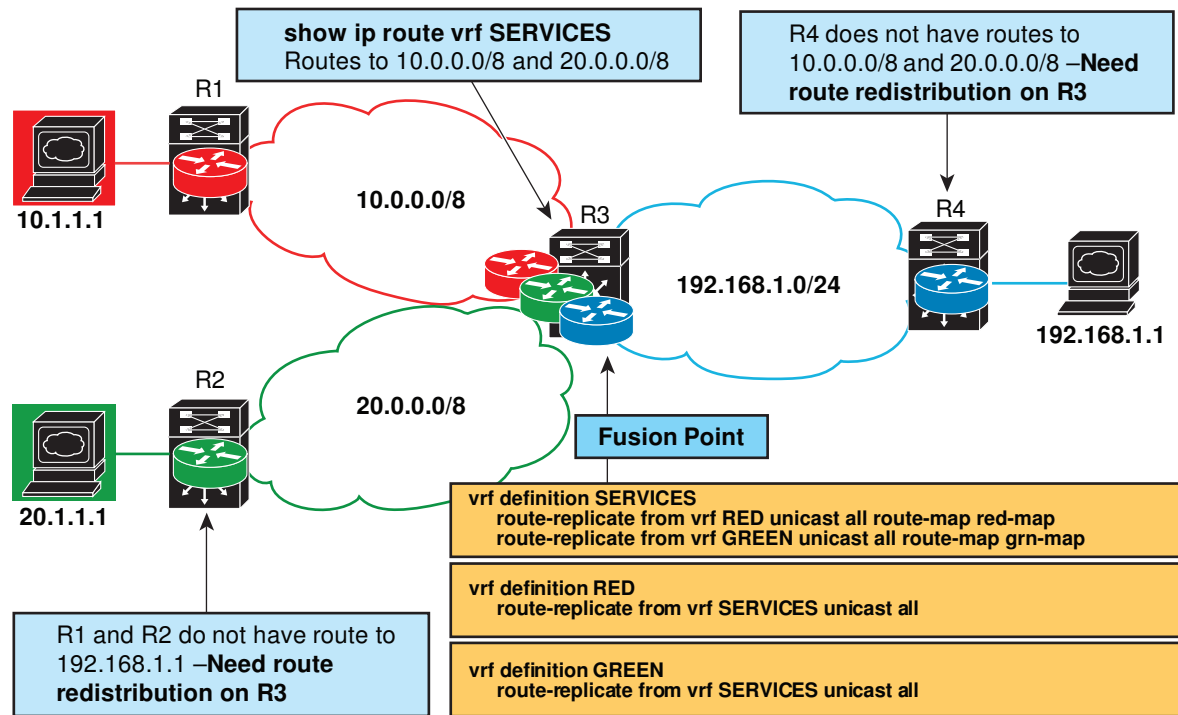 show ip route vrf SERVICES
Routes to 10.0.0.0/8 and 20.0.0.0/8
R4 does not have routes to
10.0.0.0/8 and 20.0.0.0/8 –Need
route redistribution on R3
R1
10.1.1.1
10.0.0.0/8
R3
R4
192.168.1.0/24
192.168.1.1
R2
20.1.1.1
20.0.0.0/8
Fusion Point
vrf definition SERVICES
route-replicate from vrf RED unicast all route-map red-map
route-replicate from vrf GREEN unicast all route-map grn-map
vrf definition RED
route-replicate from vrf SERVICES unicast all
vrf definition GREEN
route-replicate from vrf SERVICES unicast all
R1 and R2 do not have route to
192.168.1.1 –Need route
redistribution on R3